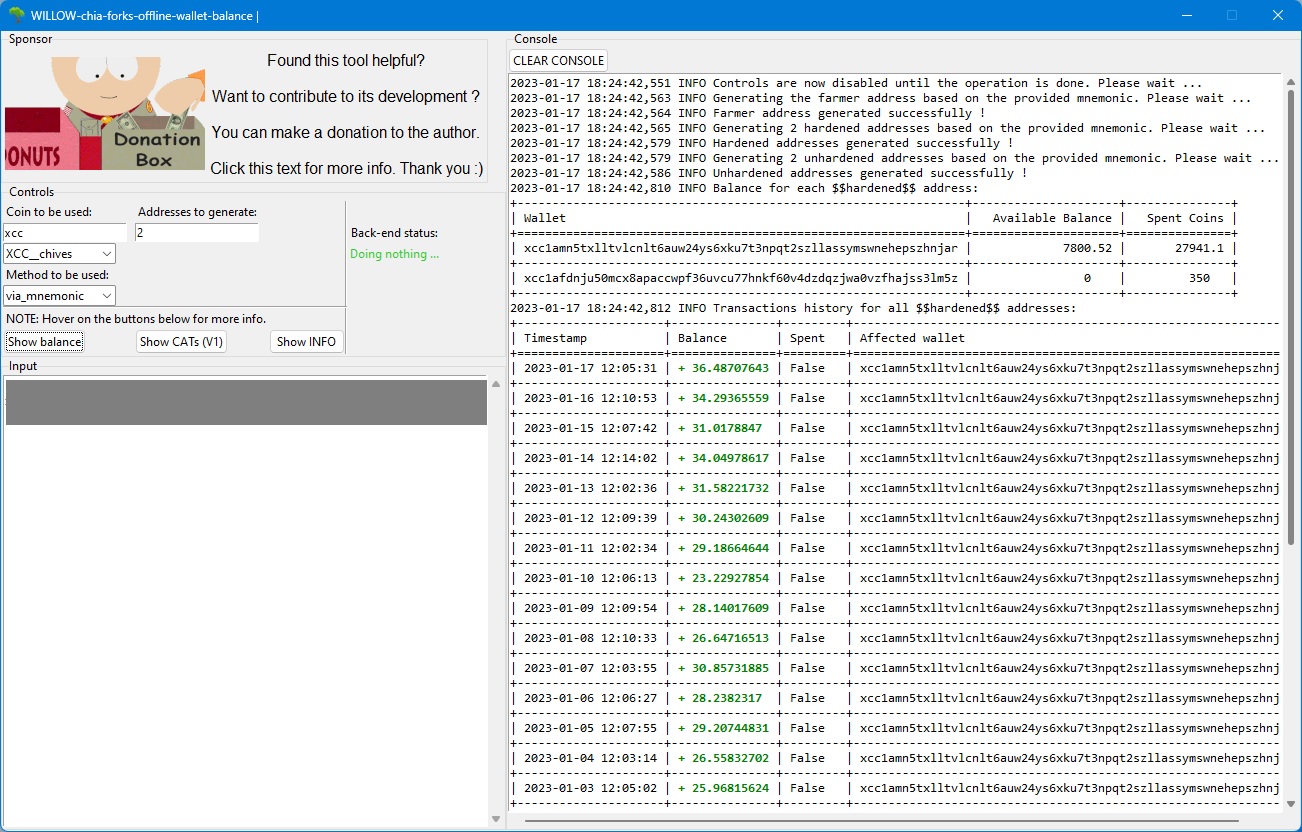 WILLOW-chia-forks-offline-wallet-balance |
Sponsor
Found this tool helpful?
Want to contribute to its development ?
You can make a donation to the author.
Click this text for more info. Thank you :)
DONUTS
Donation
Box
Controls
Coin to be used:
Addresses to generate:
xcc
2
XCC__chives
Method to be used:
via_mnemonic
Back-end status:
Doing nothing ...
NOTE: Hover on the buttons below for more info.
Show balance
Show CATs (V1)
Show INFO
Input
Console
CLEAR CONSOLE
2023-01-17 18:24:42,551 INFO Controls are now disabled until the operation is done. Please wait ...
2023-01-17 18:24:42,563 INFO Generating the farmer address based on the provided mnemonic. Please wait ...
2023-01-17 18:24:42,564 INFO Farmer address generated successfully !
2023-01-17 18:24:42,565 INFO Generating 2 hardened addresses based on the provided mnemonic. Please wait ...
2023-01-17 18:24:42,579 INFO Hardened addresses generated successfully !
2023-01-17 18:24:42,579 INFO Generating 2 unhardened addresses based on the provided mnemonic. Please wait ...
2023-01-17 18:24:42,586 INFO Unhardened addresses generated successfully !
2023-01-17 18:24:42,810 INFO Balance for each $$hardened$$ address:
| Wallet | Available Balance | Spent Coins |
| xcc1amn5txlltvlcnlt6auw24ys6xku7t3npqt2szllassymswnehepszhnjar | 7800.52 | 27941.1 |
| xcc1afdnju50mcx8apaccwpf36uvcu77hnkf60v4dzdqzjwa0vzfhajss3lm5z | 0 | 350 |
2023-01-17 18:24:42,812 INFO Transactions history for all $$hardened$$ addresses:
| Timestamp | Balance | Spent | Affected wallet
| 2023-01-17 12:05:31 | + 36.48707643 | False | xcc1amn5txlltvlcnlt6auw24ys6xku7t3npqt2szllassymswnehepszhnj
| 2023-01-16 12:10:53 | + 34.29365559 | False | xcc1amn5txlltvlcnlt6auw24ys6xku7t3npqt2szllassymswnehepszhnj
| 2023-01-15 12:07:42 | + 31.0178847 | False | xcc1amn5txlltvlcnlt6auw24ys6xku7t3npqt2szllassymswnehepszhnj
| 2023-01-14 12:14:02 | + 34.04978617 | False | xcc1amn5txlltvlcnlt6auw24ys6xku7t3npqt2szllassymswnehepszhnj
| 2023-01-13 12:02:36 | + 31.58221732 | False | xcc1amn5txlltvlcnlt6auw24ys6xku7t3npqt2szllassymswnehepszhnj
| 2023-01-12 12:09:39 | + 30.24302609 | False | xcc1amn5txlltvlcnlt6auw24ys6xku7t3npqt2szllassymswnehepszhnj
| 2023-01-11 12:02:34 | + 29.18664644 | False | xcc1amn5txlltvlcnlt6auw24ys6xku7t3npqt2szllassymswnehepszhnj
| 2023-01-10 12:06:13 | + 23.22927854 | False | xcc1amn5txlltvlcnlt6auw24ys6xku7t3npqt2szllassymswnehepszhnj
| 2023-01-09 12:09:54 | + 28.14017609 | False | xcc1amn5txlltvlcnlt6auw24ys6xku7t3npqt2szllassymswnehepszhnj
| 2023-01-08 12:10:33 | + 26.64716513 | False | xcc1amn5txlltvlcnlt6auw24ys6xku7t3npqt2szllassymswnehepszhnj
| 2023-01-07 12:03:55 | + 30.85731885 | False | xcc1amn5txlltvlcnlt6auw24ys6xku7t3npqt2szllassymswnehepszhnj
| 2023-01-06 12:06:27 | + 28.2382317 | False | xcc1amn5txlltvlcnlt6auw24ys6xku7t3npqt2szllassymswnehepszhnj
| 2023-01-05 12:07:55 | + 29.20744831 | False | xcc1amn5txlltvlcnlt6auw24ys6xku7t3npqt2szllassymswnehepszhnj
| 2023-01-04 12:03:14 | + 26.55832702 | False | xcc1amn5txlltvlcnlt6auw24ys6xku7t3npqt2szllassymswnehepszhnj
| 2023-01-03 12:05:02 | + 25.96815624 | False | xcc1amn5txlltvlcnlt6auw24ys6xku7t3npqt2szllassymswnehepszhnj